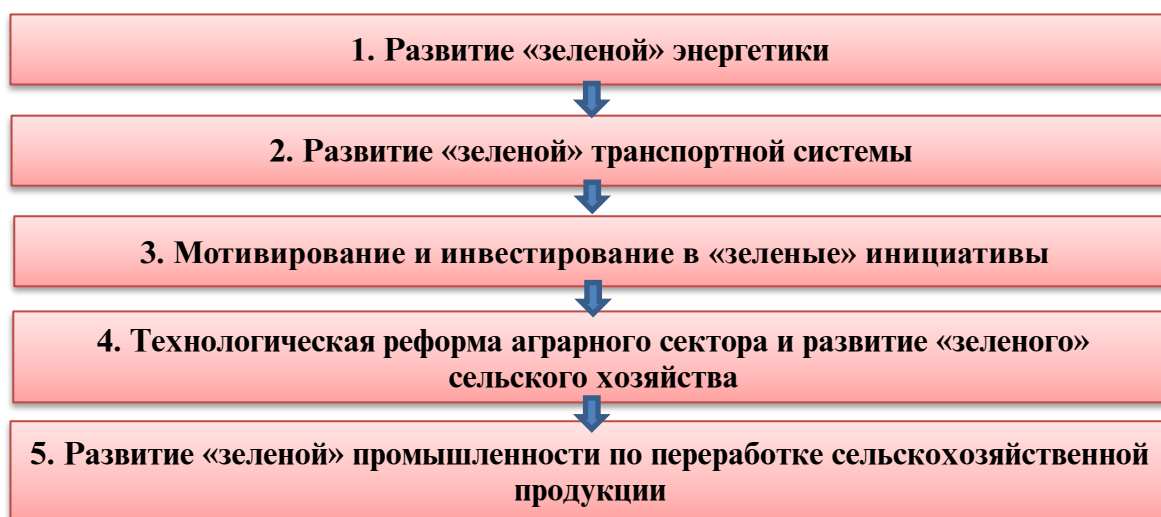 1. Развитие «зеленой» энергетики
2. Развитие «зеленой» транспортной системы
3. Мотивирование и инвестирование в «зеленые» инициативы
4. Технологическая реформа аграрного сектора и развитие «зеленого»
сельского хозяйства
5. Развитие «зеленой» промышленности по переработке сельскохозяйственной
продукции